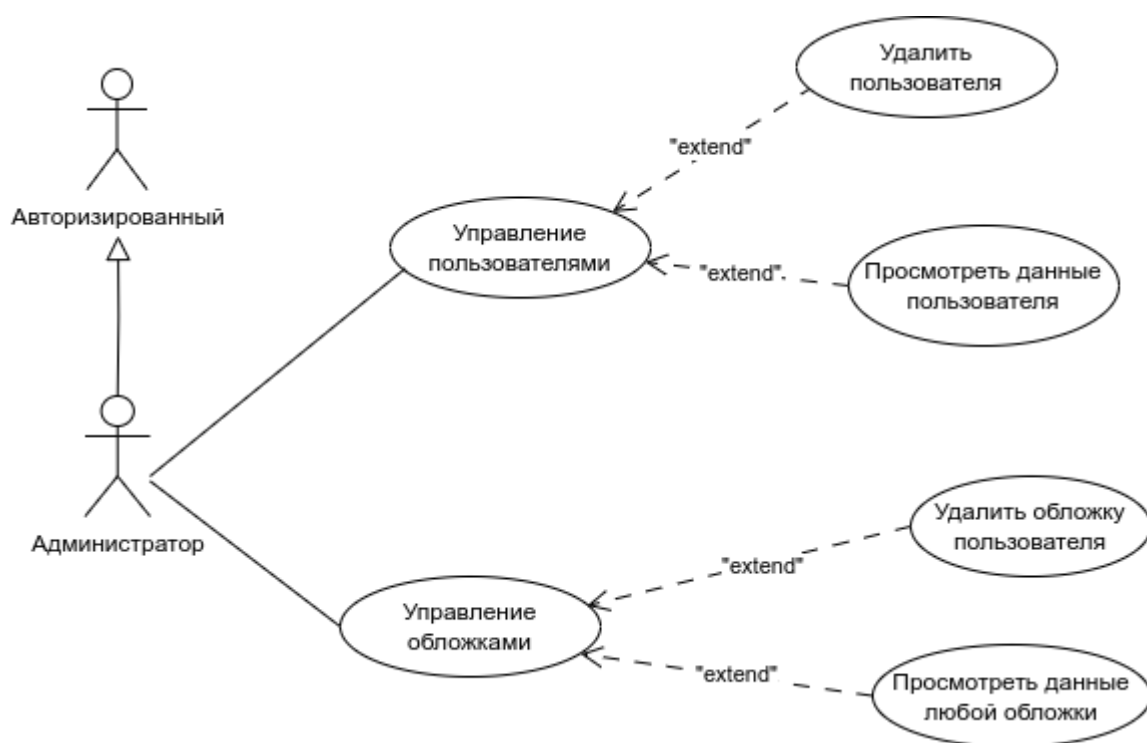 Удалить
пользователя
"extend"
Авторизированный
Управление
пользователями
"extend"
Просмотреть данные
пользователя
Администратор
Удалить обложку
пользователя
"extend"
Управление
обложками
"extend"
Просмотреть данные
любой обложки